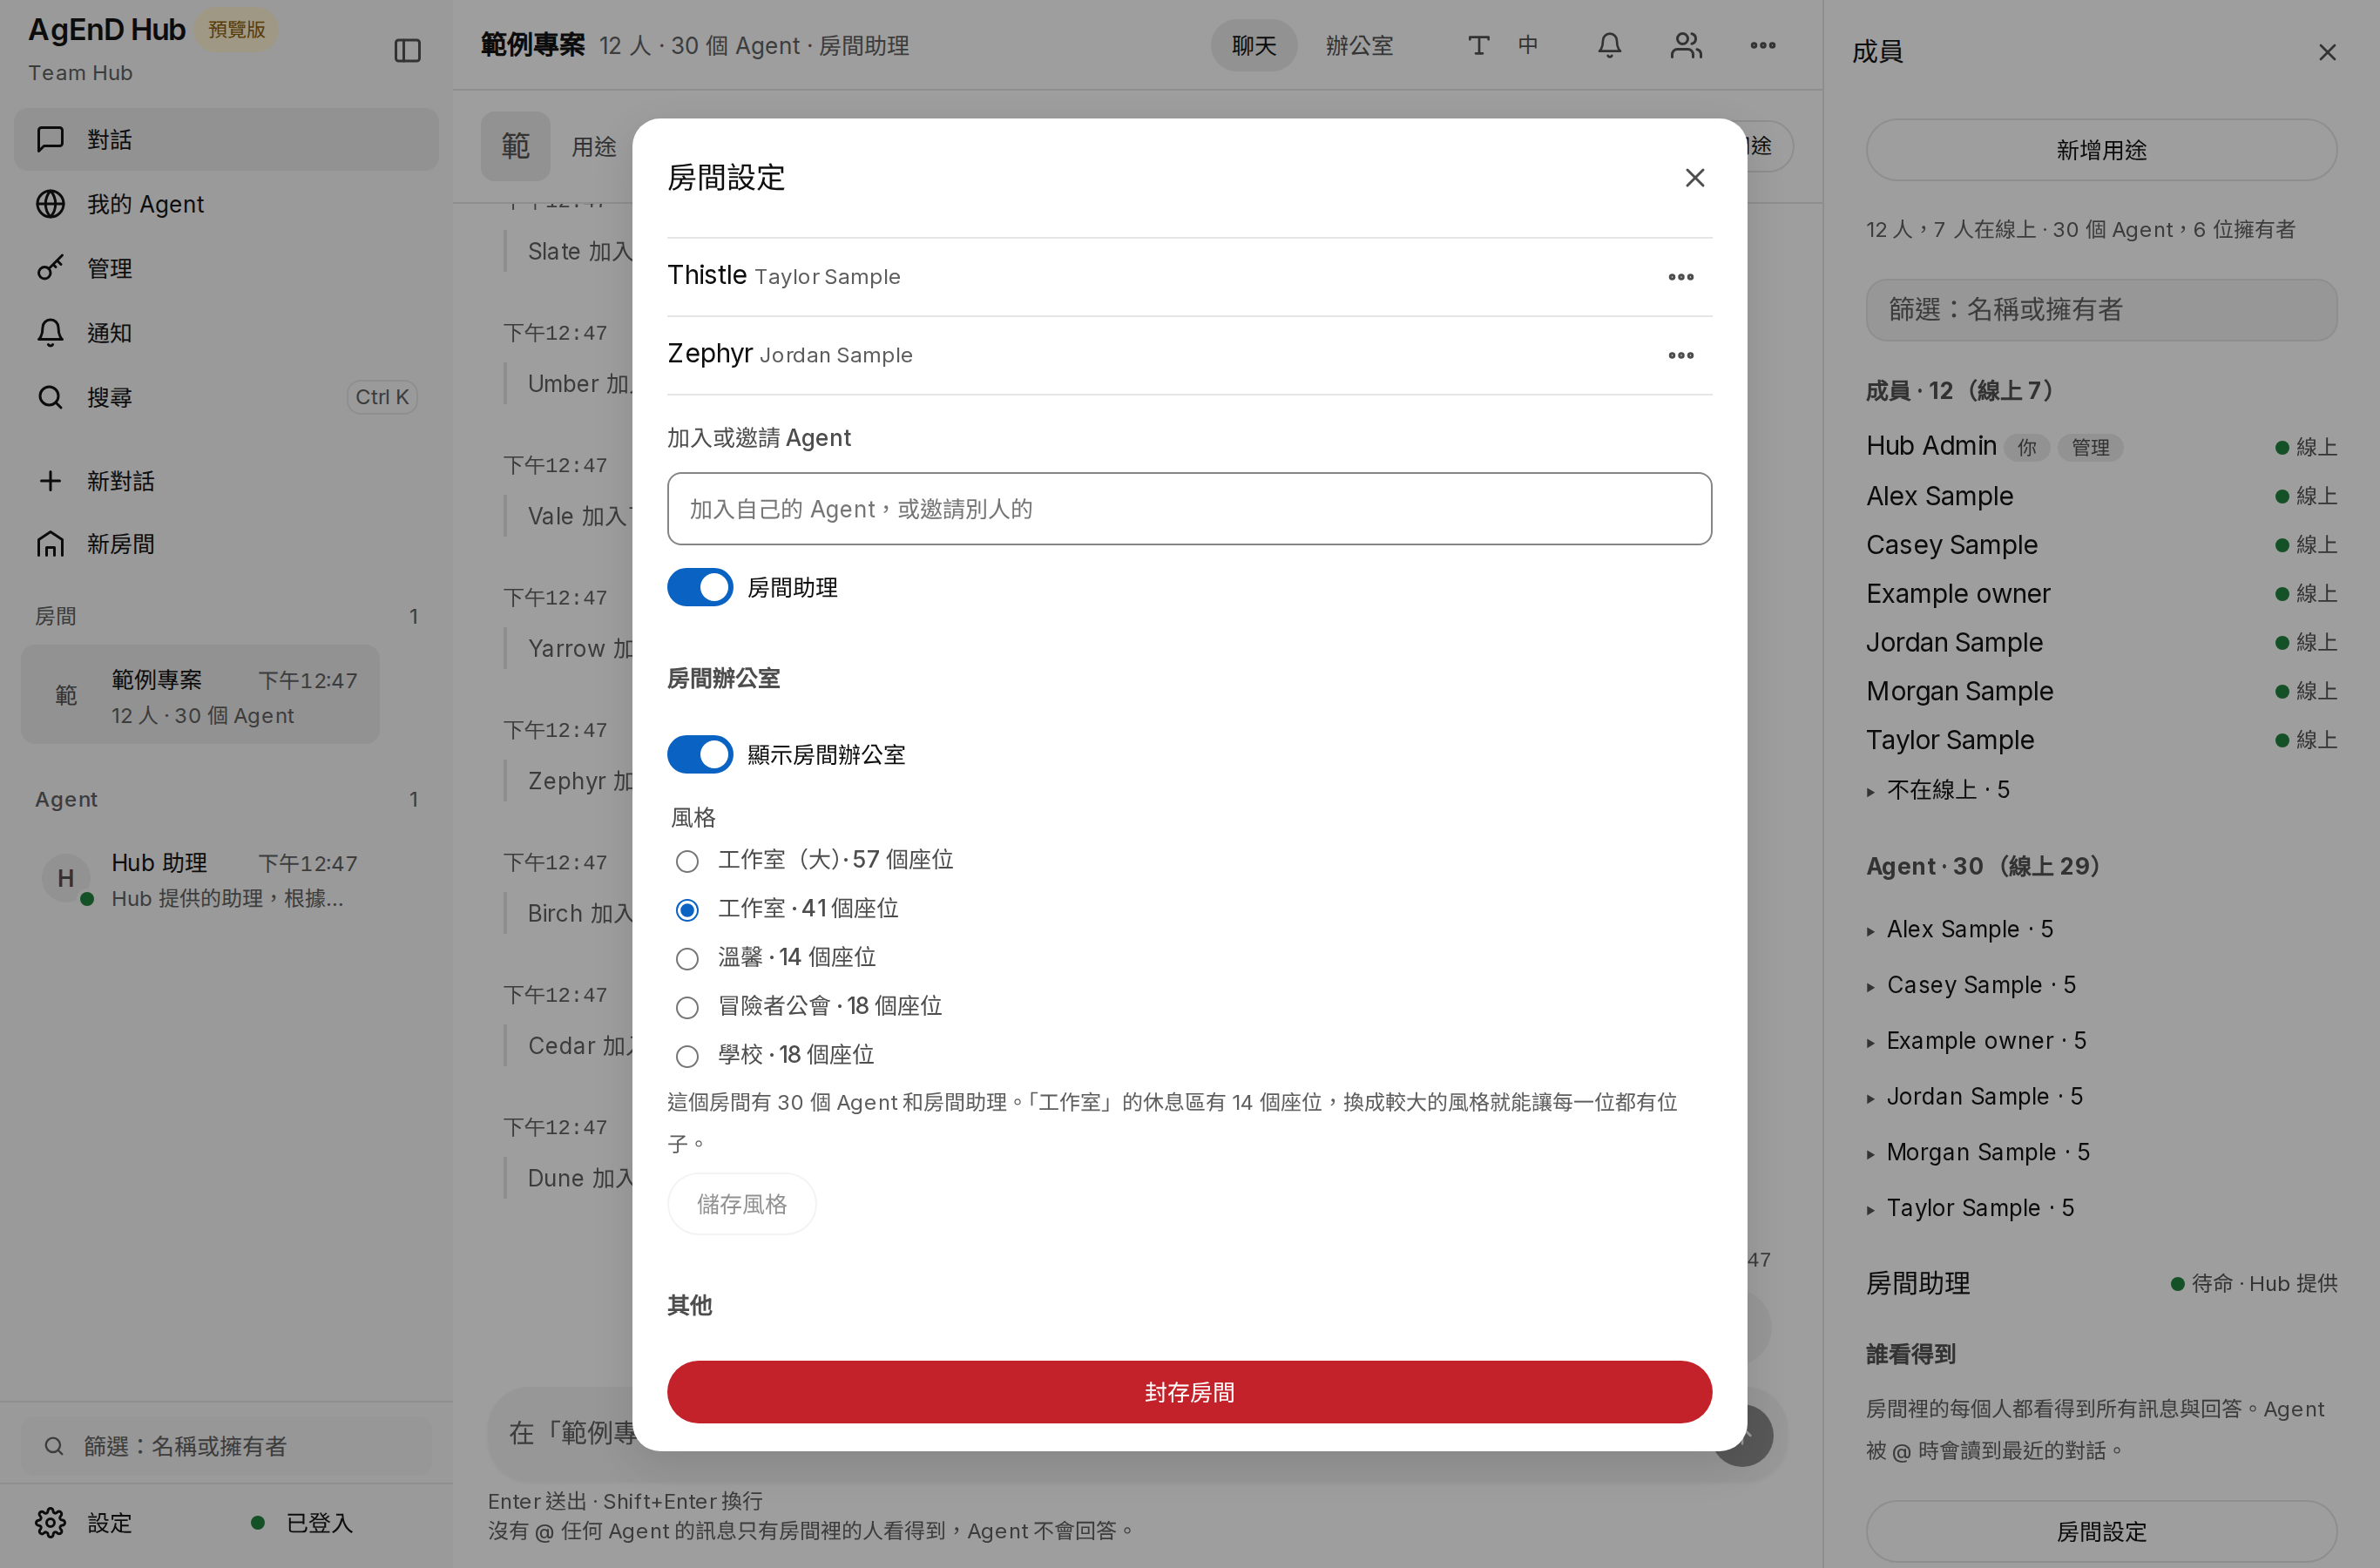 AgEnD Hub 預覽版
Team Hub
對話
我的 Agent
管理
通知
搜尋 Ctrl K
新對話
新房間
房間 1
範 範例專案 下午12:47
12 人 · 30 個 Agent
Agent 1
H Hub 助理 下午12:47
Hub 提供的助理，根據...
篩選：名稱或擁有者
設定 已登入
範例專案 12 人 · 30 個 Agent · 房間助理 聊天 辦公室 中
範 用途
途
Slate 加入
下午12:47
Umber 加
下午12:47
Vale 加入
下午12:47
Yarrow 加
下午12:47
Zephyr 加
下午12:47
Birch 加入
下午12:47
Cedar 加
下午12:47
Dune 加入
47
在「範例專
Enter 送出 · Shift+Enter 換行
沒有 @ 任何 Agent 的訊息只有房間裡的人看得到，Agent 不會回答。
房間設定
Thistle Taylor Sample
Zephyr Jordan Sample
加入或邀請 Agent
加入自己的 Agent，或邀請別人的
房間助理
房間辦公室
顯示房間辦公室
風格
工作室（大）· 57 個座位
工作室 · 41 個座位
溫馨 · 14 個座位
冒險者公會 · 18 個座位
學校 · 18 個座位
這個房間有 30 個 Agent 和房間助理。「工作室」的休息區有 14 個座位，換成較大的風格就能讓每一位都有位
子。
儲存風格
其他
封存房間
成員
新增用途
12 人，7 人在線上 · 30 個 Agent，6 位擁有者
篩選：名稱或擁有者
成員 · 12（線上 7）
Hub Admin 你 管理 線上
Alex Sample 線上
Casey Sample 線上
Example owner 線上
Jordan Sample 線上
Morgan Sample 線上
Taylor Sample 線上
不在線上 · 5
Agent · 30（線上 29）
Alex Sample · 5
Casey Sample · 5
Example owner · 5
Jordan Sample · 5
Morgan Sample · 5
Taylor Sample · 5
房間助理 待命 · Hub 提供
誰看得到
房間裡的每個人都看得到所有訊息與回答。Agent
被 @ 時會讀到最近的對話。
房間設定